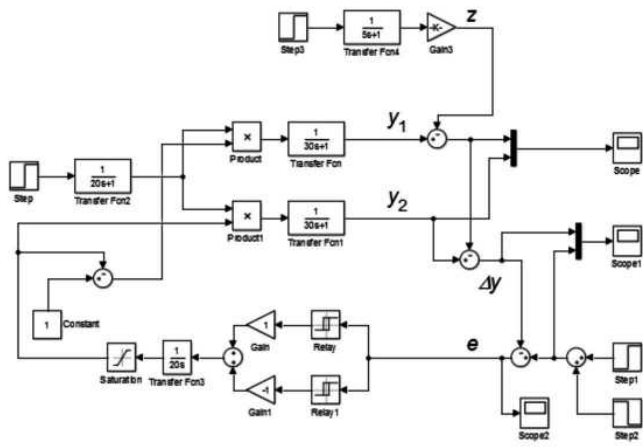 Step3
1
5s+1
Transfer Fcn4
-K-
Gain3
z
Step
1
20s+1
Transfer Fcn2
×
Product
1
30s+1
Transfer Fcn
y1
Scope
×
Product1
1
30s+1
Transfer Fcn1
y2
Scope1
Δy
1
Constant
Saturation
1
20s
Transfer Fcn3
1
Gain
Relay
-1
Gain1
Relay1
e
Scope2
Step1
Step2